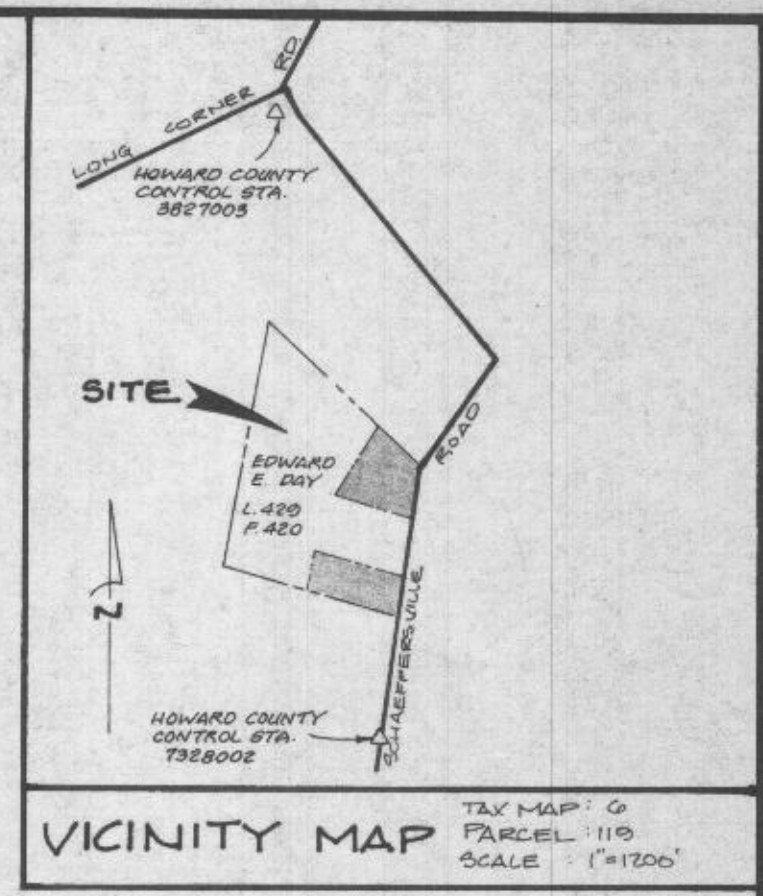 LONG CORNER RD.
HOWARD COUNTY
CONTROL STA.
3827003
SITE
EDWARD
E. DAY
L. 429
F. 420
ROAD
SCHAEFFERSVILLE
N
HOWARD COUNTY
CONTROL STA.
7328002
VICINITY MAP
TAX MAP : 6
PARCEL : 119
SCALE : 1"=1200'